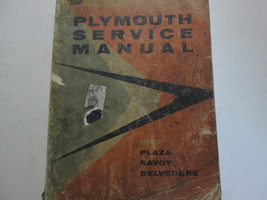 PLYMOUTH
SERVICE
MANUAL
PLAZA
SAVOY
BELVEDERE